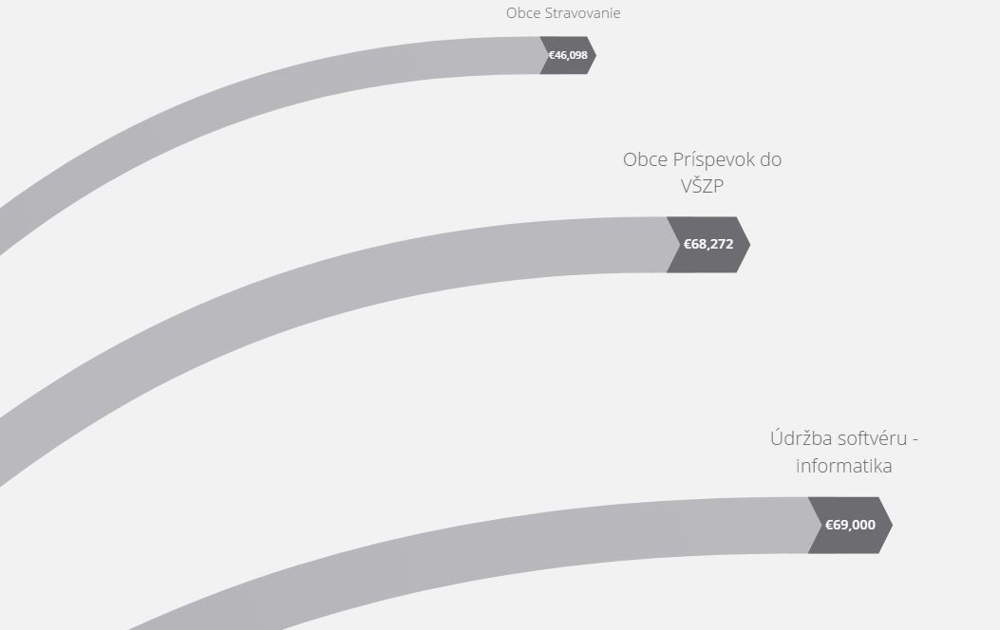 Obce Stravovanie
€46,098
Obce Príspevok do
VŠZP
€68,272
Údržba softvéru -
informatika
€69,000